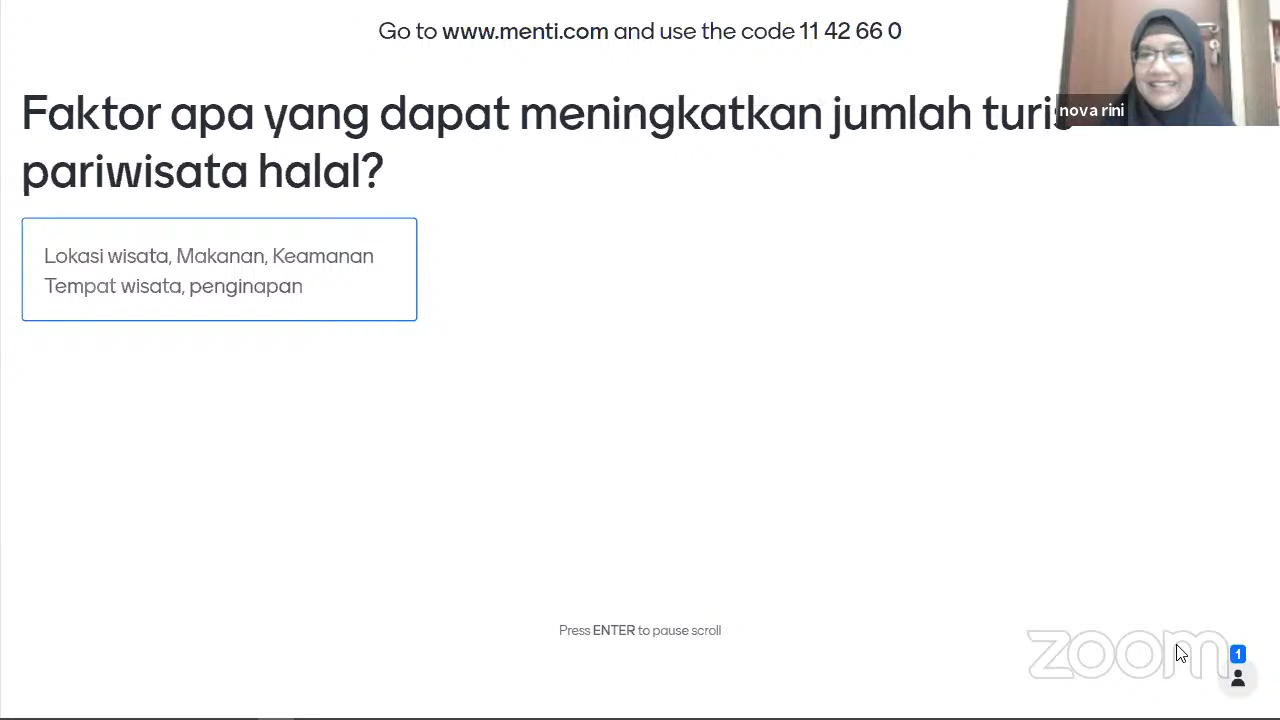 Go to www.menti.com and use the code 11 42 66 0
Faktor apa yang dapat meningkatkan jumlah turis
pariwisata halal?
nova rini
Lokasi wisata, Makanan, Keamanan
Tempat wisata, penginapan
Press ENTER to pause scroll
zoom
1